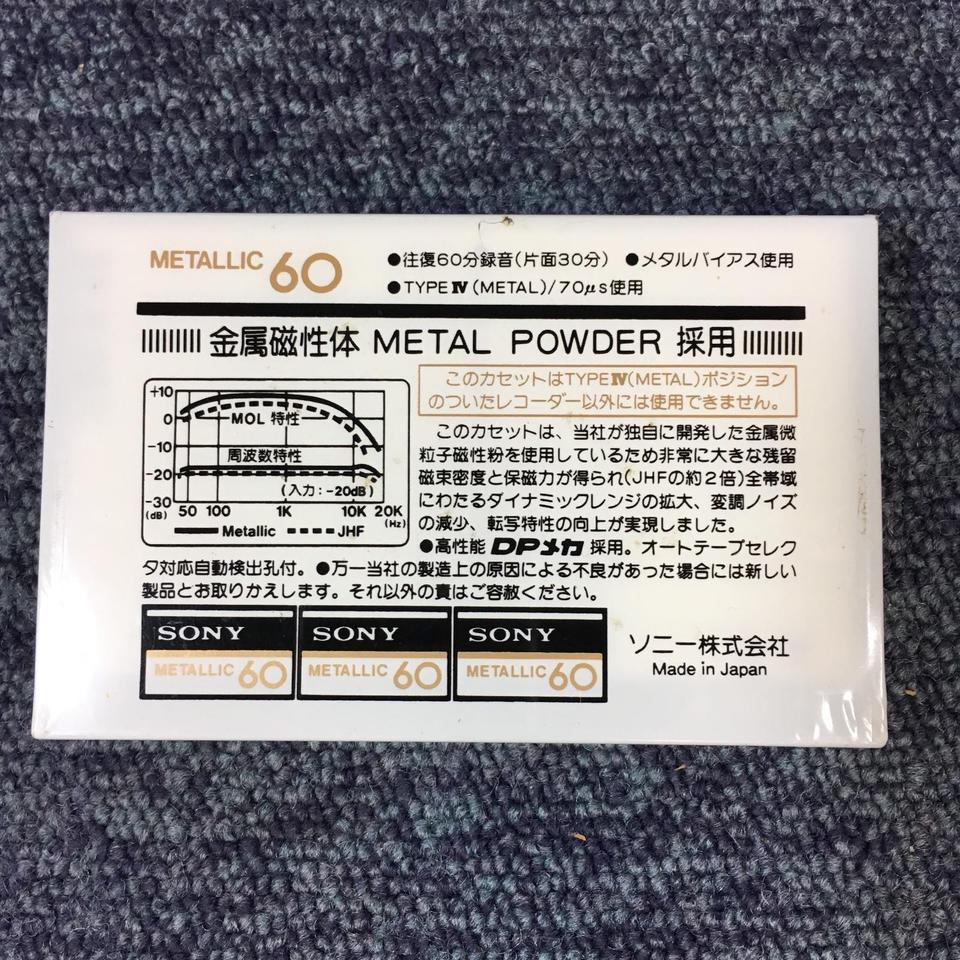 METALLIC 60
●往復60分録音(片面30分) ●メタルバイアス使用
●TYPE Ⅳ (METAL)/70μs使用
金属磁性体 METAL POWDER 採用
このカセットはTYPEⅣ(METAL)ポジション
のついたレコーダー以外には使用できません。
+10
0
-10
-20
-30
(dB)
MOL 特性
周波数特性
(入力:-20dB)
50 100 1K 10K 20K
(Hz)
Metallic JHF
このカセットは、当社が独自に開発した金属微
粒子磁性粉を使用しているため非常に大きな残留
磁束密度と保磁力が得られ(JHFの約2倍)全帯域
にわたるダイナミックレンジの拡大、変調ノイズ
の減少、転写特性の向上が実現しました。
●高性能 DPメカ 採用。オートテープセレク
タ対応自動検出孔付。●万一当社の製造上の原因による不良があった場合には新しい
製品とお取りかえします。それ以外の責はご容赦ください。
SONY SONY SONY
METALLIC 60 METALLIC 60 METALLIC 60
ソニー株式会社
Made in Japan